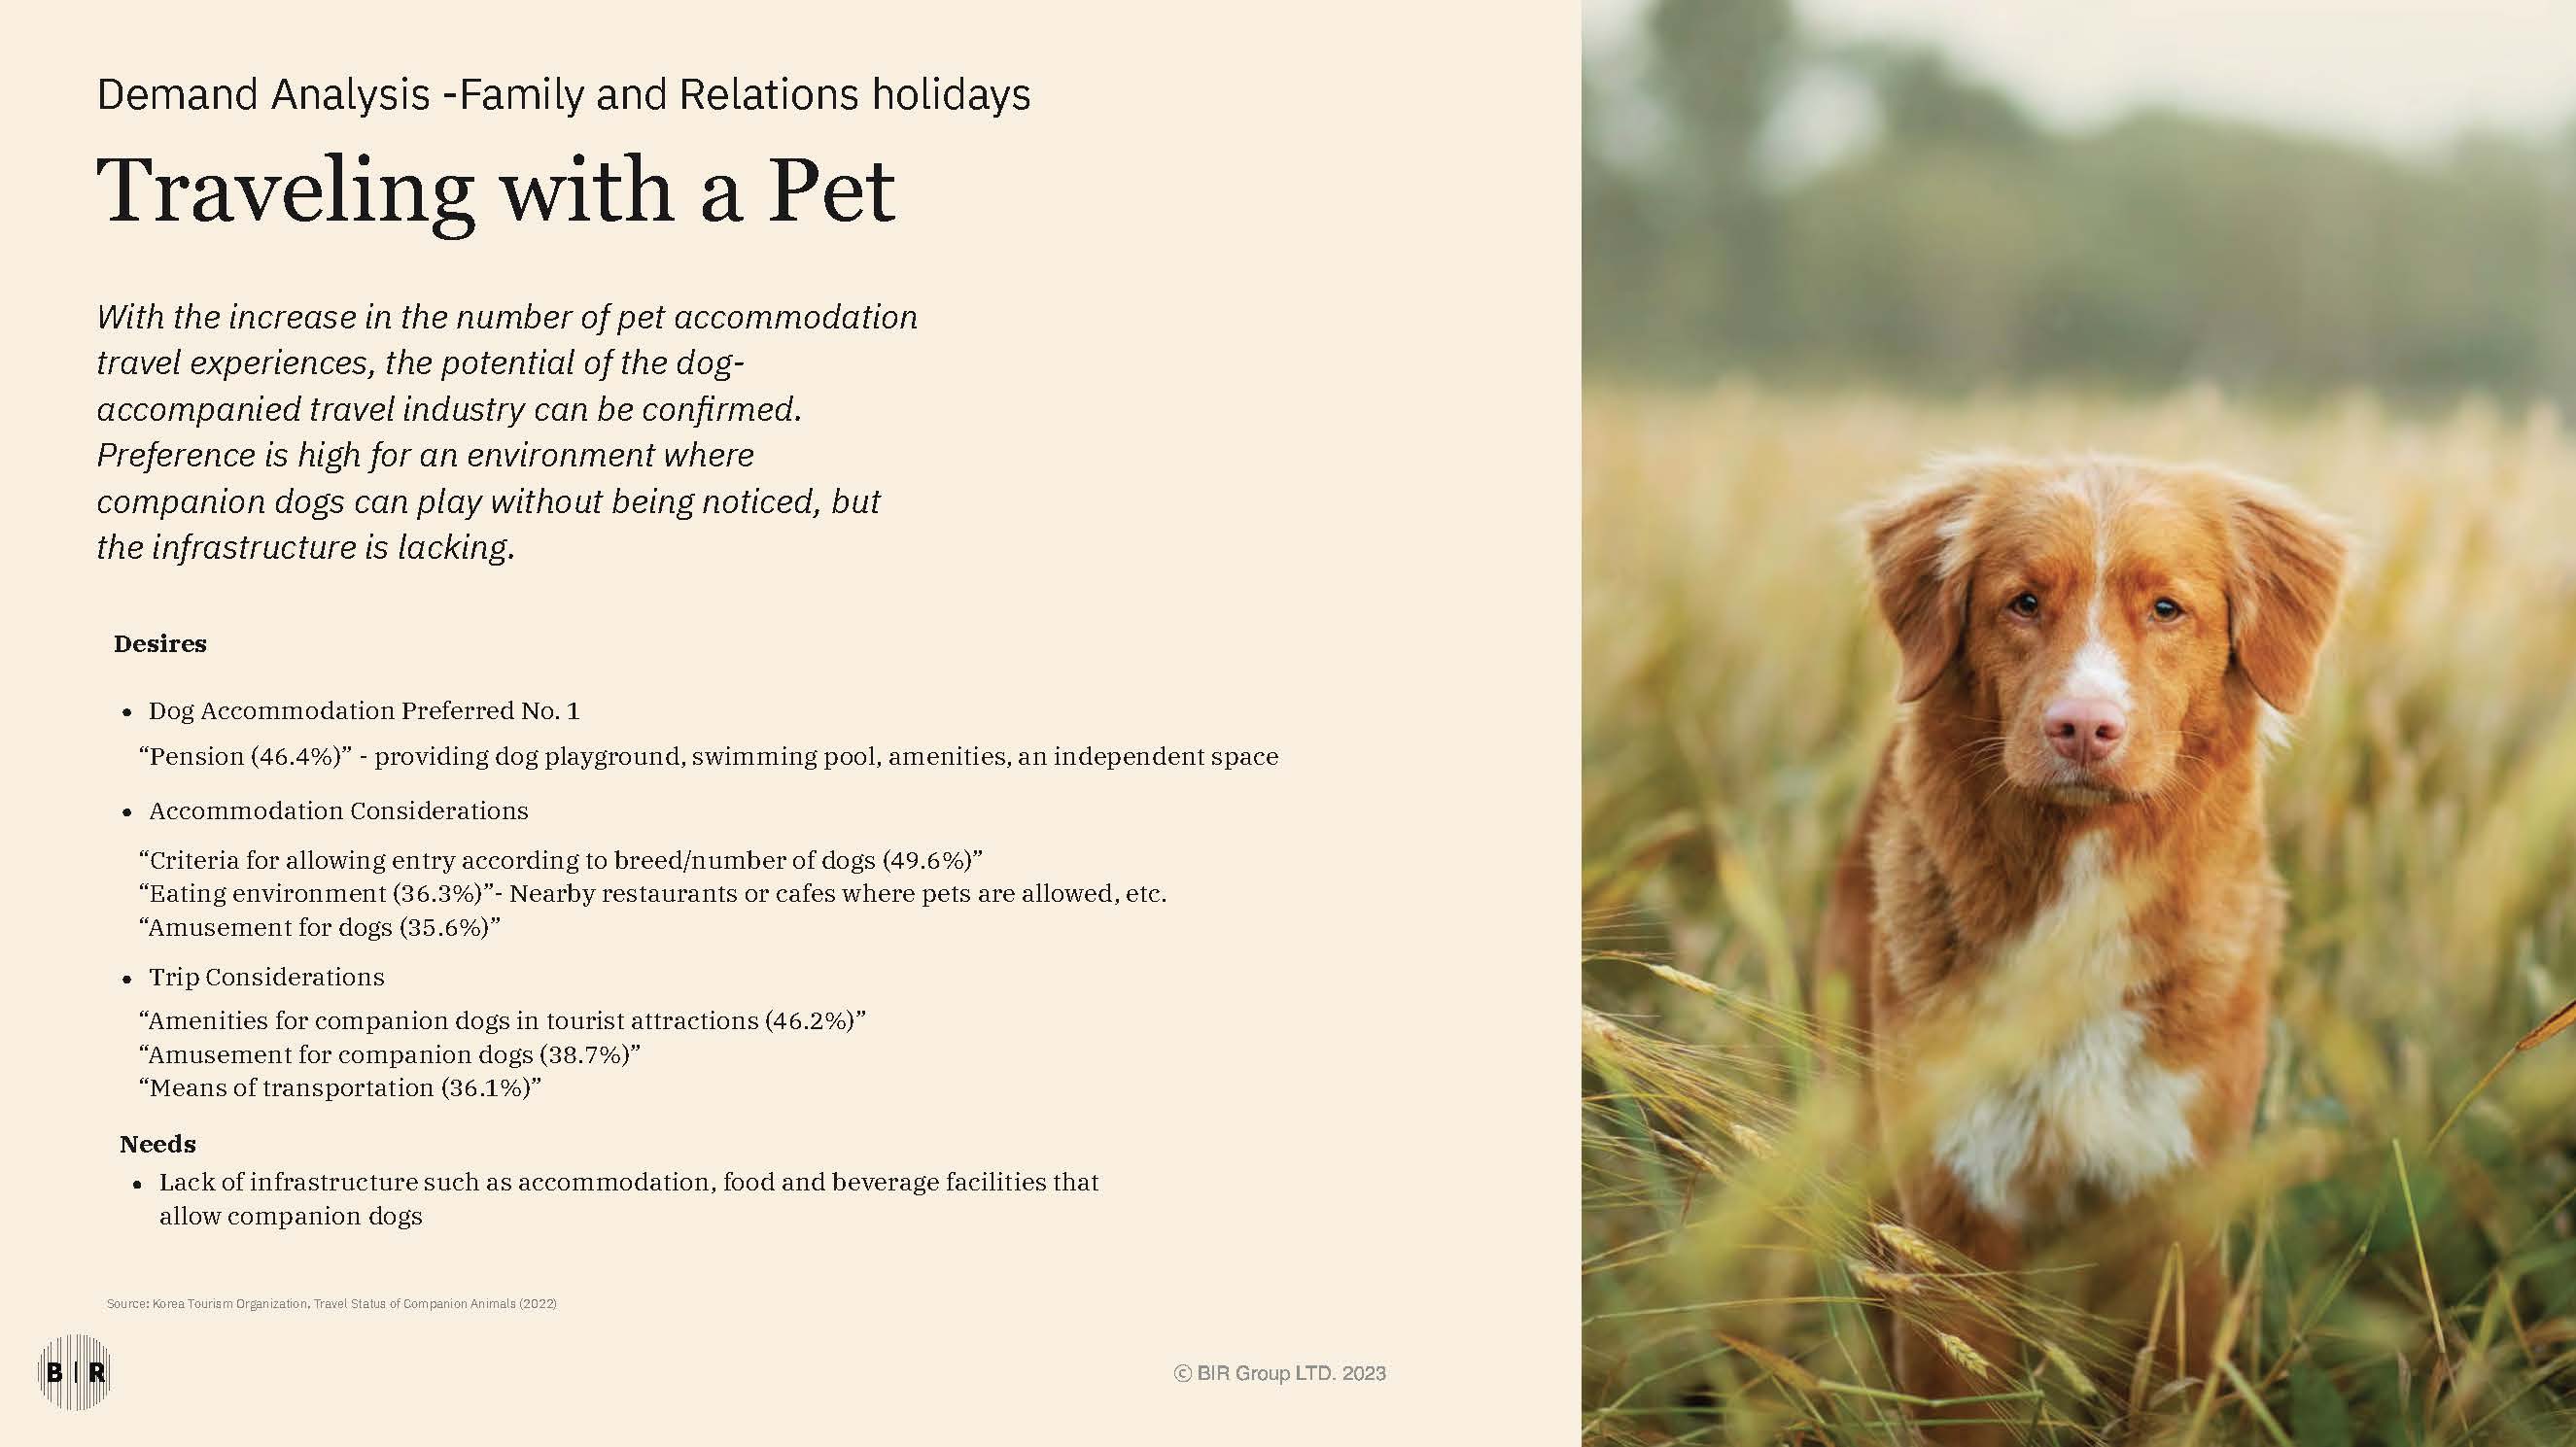 Demand Analysis -Family and Relations holidays
Traveling with a Pet
With the increase in the number of pet accommodation
travel experiences, the potential of the dog-
accompanied travel industry can be confirmed.
Preference is high for an environment where
companion dogs can play without being noticed, but
the infrastructure is lacking.
Desires
• Dog Accommodation Preferred No. 1
“Pension (46.4%)” - providing dog playground, swimming pool, amenities, an independent space
• Accommodation Considerations
“Criteria for allowing entry according to breed/number of dogs (49.6%)”
“Eating environment (36.3%)”- Nearby restaurants or cafes where pets are allowed, etc.
“Amusement for dogs (35.6%)”
• Trip Considerations
“Amenities for companion dogs in tourist attractions (46.2%)”
“Amusement for companion dogs (38.7%)”
“Means of transportation (36.1%)”
Needs
• Lack of infrastructure such as accommodation, food and beverage facilities that
allow companion dogs
Source: Korea Tourism Organization, Travel Status of Companion Animals (2022)
B | R
© BIR Group LTD. 2023